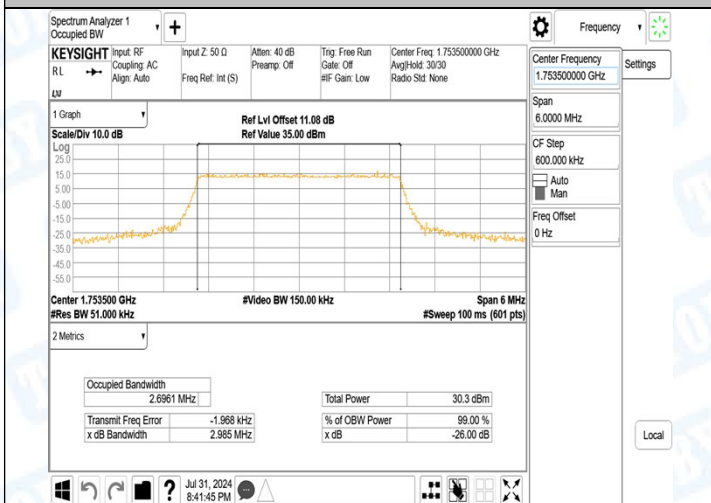 Spectrum Analyzer 1
Occupied BW
+
Frequency
KEYSIGHT
RL
Input: RF
Coupling: AC
Align: Auto
Input Z: 50 Ω
Freq Ref: Int (S)
Atten: 40 dB
Preamp: Off
Trig: Free Run
Gate: Off
#IF Gain: Low
Center Freq: 1.753500000 GHz
Avg|Hold: 30/30
Radio Std: None
Center Frequency
1.753500000 GHz
Settings
Span
6.0000 MHz
CF Step
600.000 kHz
Auto
Man
Freq Offset
0 Hz
1 Graph
Scale/Div 10.0 dB
Ref Lvl Offset 11.08 dB
Ref Value 35.00 dBm
Log
25.0
15.0
5.00
-5.00
-15.0
-25.0
-35.0
-45.0
-55.0
Center 1.753500 GHz
#Video BW 150.00 kHz
Span 6 MHz
#Res BW 51.000 kHz
#Sweep 100 ms (601 pts)
2 Metrics
Occupied Bandwidth
2.6961 MHz
Total Power 30.3 dBm
Transmit Freq Error -1.968 kHz
% of OBW Power 99.00 %
x dB Bandwidth 2.985 MHz
x dB -26.00 dB
Local
?
Jul 31, 2024
8:41:45 PM